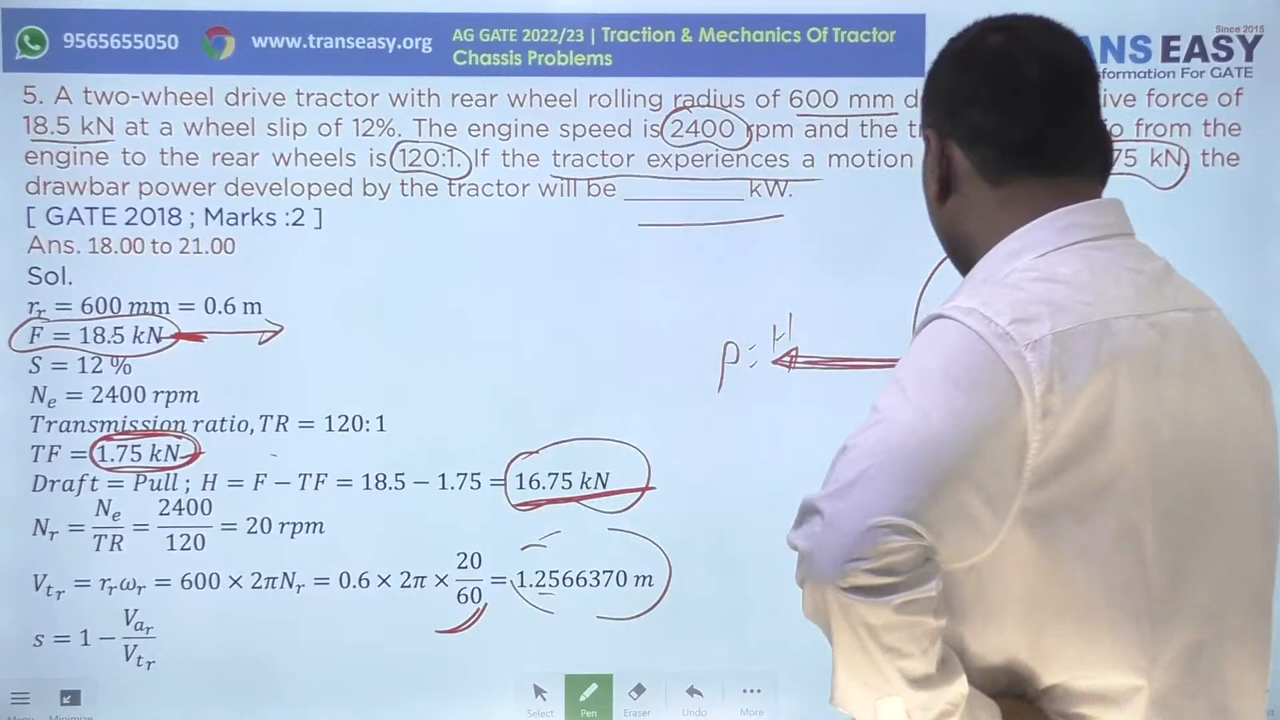 9565655050 www.transeasy.org AG GATE 2022/23 | Traction & Mechanics Of Tractor
Chassis Problems
Since 2015
ANS EASY
formation For GATE
5. A two-wheel drive tractor with rear wheel rolling radius of 600 mm d ive force of
18.5 kN at a wheel slip of 12%. The engine speed is 2400 rpm and the t o from the
engine to the rear wheels is 120:1. If the tractor experiences a motion 75 kN, the
drawbar power developed by the tractor will be __________ kW.
[ GATE 2018 ; Marks :2 ]
Ans. 18.00 to 21.00
Sol.
r_r = 600 mm = 0.6 m
F = 18.5 kN
S = 12 %
P = H
N_e = 2400 rpm
Transmission ratio, TR = 120:1
TF = 1.75 kN
Draft = Pull ; H = F − TF = 18.5 − 1.75 = 16.75 kN
N_r = N_e/TR = 2400/120 = 20 rpm
V_tr = r_rω_r = 600 × 2πN_r = 0.6 × 2π × 20/60 = 1.2566370 m
s = 1 − V_ar/V_tr
Menu Minimize Select Pen Eraser Undo More